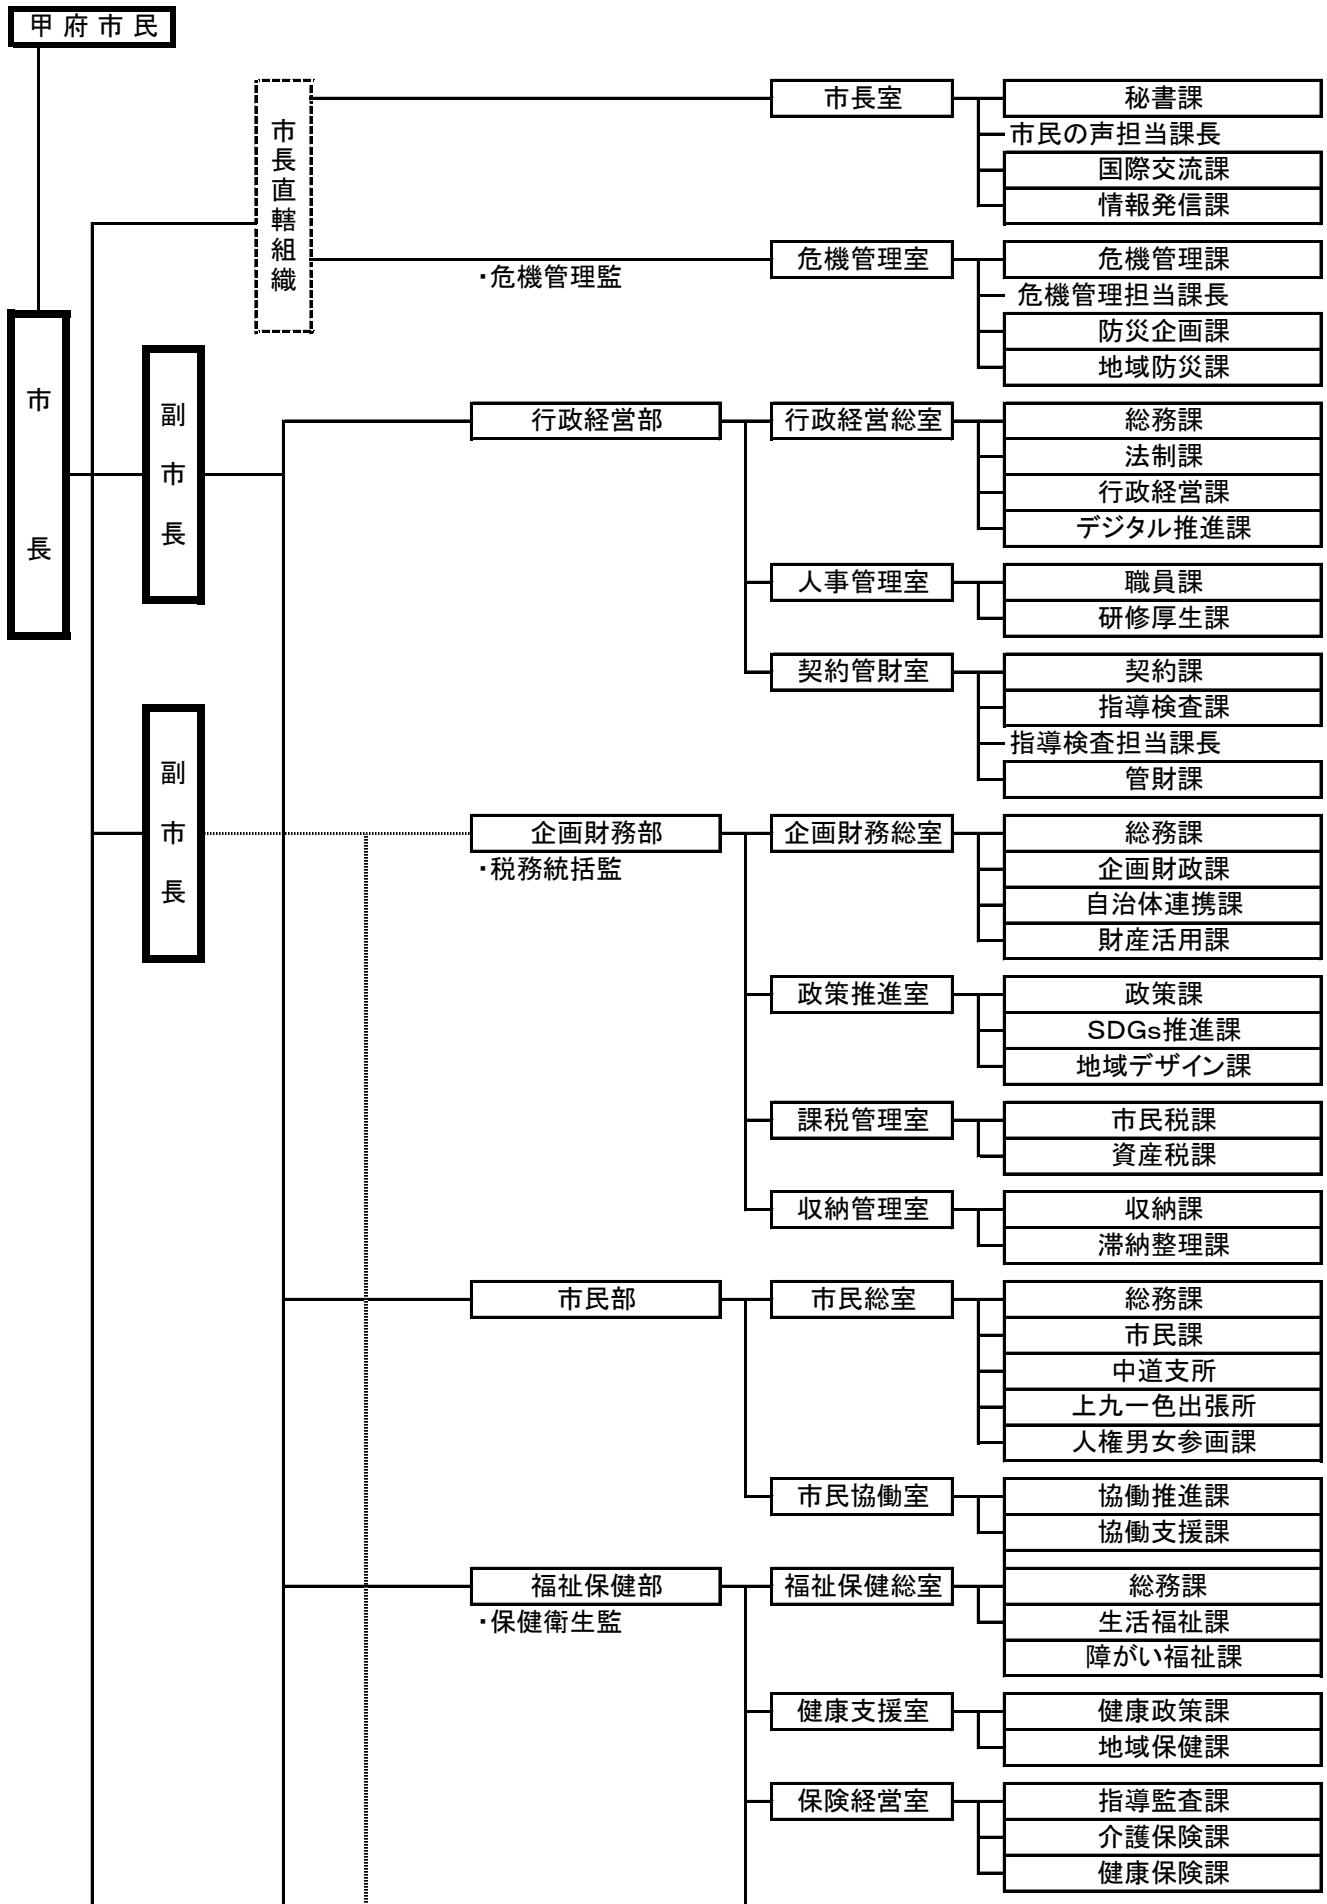 甲府市民
市長
副市長
副市長
市長直轄組織
市長室
秘書課
市民の声担当課長
国際交流課
情報発信課
・危機管理監
危機管理室
危機管理課
危機管理担当課長
防災企画課
地域防災課
行政経営部
行政経営総室
総務課
法制課
行政経営課
デジタル推進課
人事管理室
職員課
研修厚生課
契約管財室
契約課
指導検査課
指導検査担当課長
管財課
企画財務部
・税務統括監
企画財務総室
総務課
企画財政課
自治体連携課
財産活用課
政策推進室
政策課
SDGs推進課
地域デザイン課
課税管理室
市民税課
資産税課
収納管理室
収納課
滞納整理課
市民部
市民総室
総務課
市民課
中道支所
上九一色出張所
人権男女参画課
市民協働室
協働推進課
協働支援課
福祉保健部
・保健衛生監
福祉保健総室
総務課
生活福祉課
障がい福祉課
健康支援室
健康政策課
地域保健課
保険経営室
指導監査課
介護保険課
健康保険課